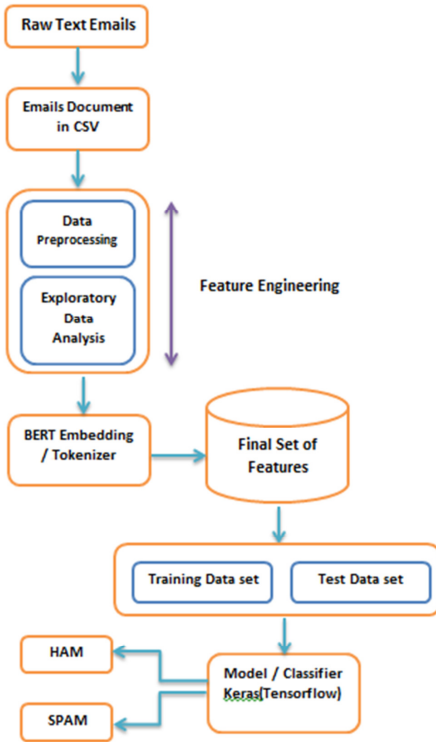 Raw Text Emails
Emails Document
in CSV
Data
Preprocessing
Exploratory
Data
Analysis
Feature Engineering
BERT Embedding
/ Tokenizer
Final Set of
Features
Training Data set
Test Data set
HAM
SPAM
Model / Classifier
Keras(Tensorflow)